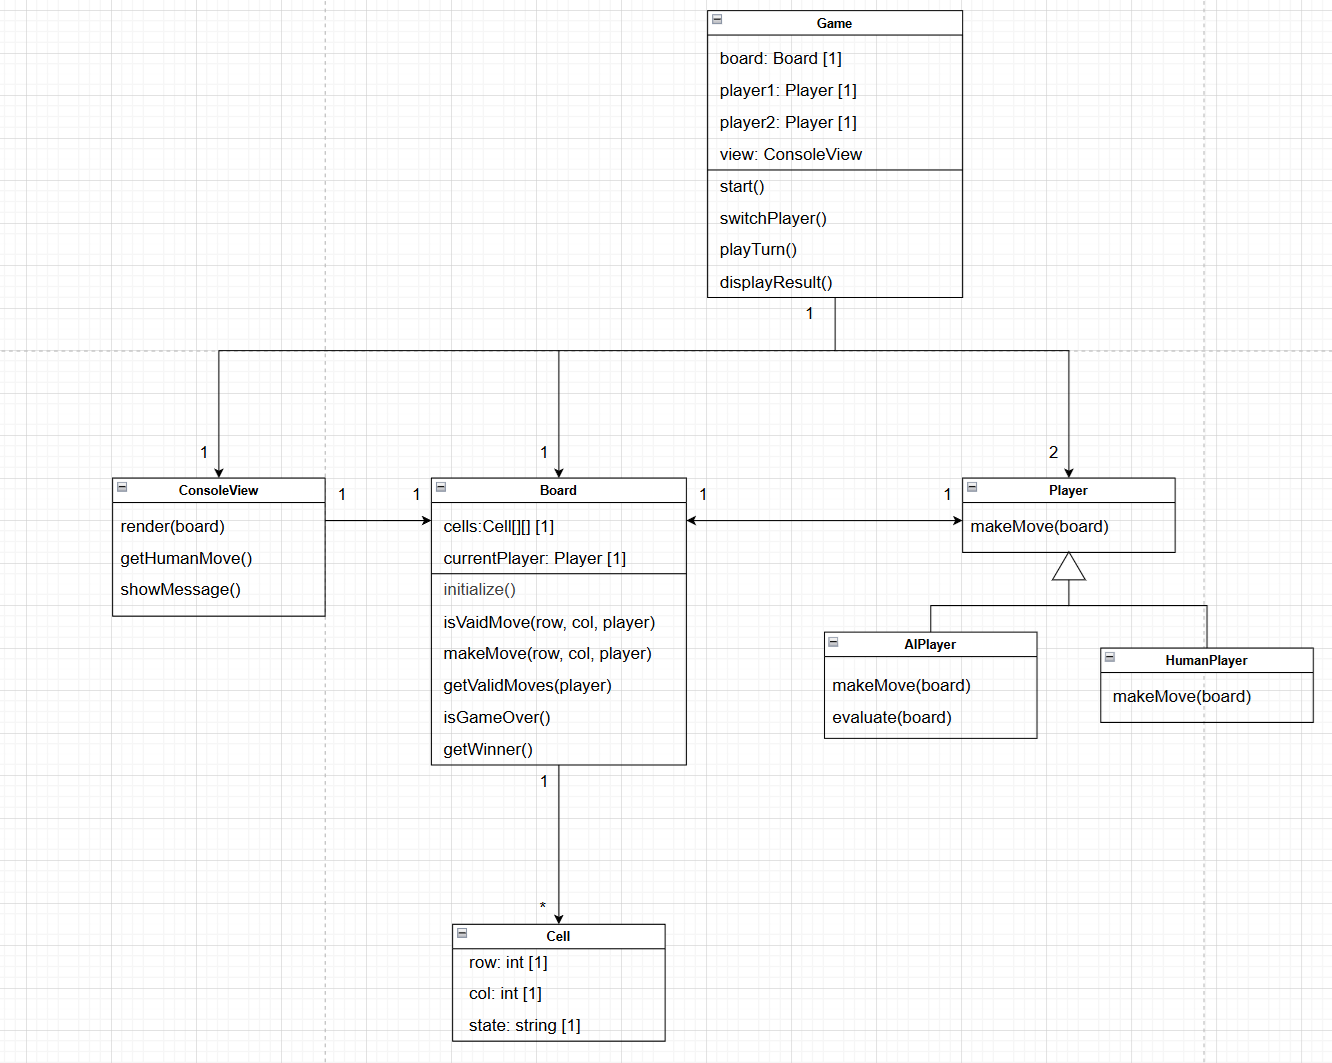 Game
board: Board [1]
player1: Player [1]
player2: Player [1]
view: ConsoleView
start()
switchPlayer()
playTurn()
displayResult()
1
1
1
2
ConsoleView
render(board)
getHumanMove()
showMessage()
1
1
Board
cells:Cell[][] [1]
currentPlayer: Player [1]
initialize()
isVaidMove(row, col, player)
makeMove(row, col, player)
getValidMoves(player)
isGameOver()
getWinner()
1
1
Player
makeMove(board)
AIPlayer
makeMove(board)
evaluate(board)
HumanPlayer
makeMove(board)
1
*
Cell
row: int [1]
col: int [1]
state: string [1]